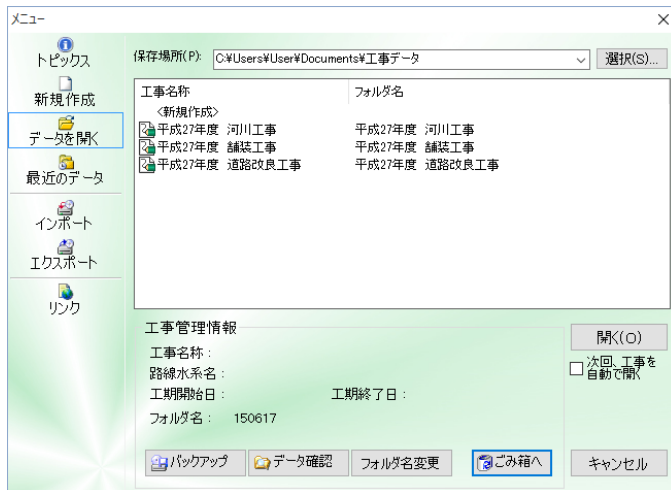 メニュー
トピックス
新規作成
データを開く
最近のデータ
インポート
エクスポート
リンク
保存場所(P):  C:¥Users¥User¥Documents¥工事データ  選択(S)...
工事名称  フォルダ名
<新規作成>
平成27年度 河川工事  平成27年度 河川工事
平成27年度 舗装工事  平成27年度 舗装工事
平成27年度 道路改良工事  平成27年度 道路改良工事
工事管理情報
工事名称:
路線水系名:
工期開始日:  工期終了日:
フォルダ名: 150617
開く(O)
次回、工事を
自動で開く
バックアップ  データ確認  フォルダ名変更  ごみ箱へ  キャンセル